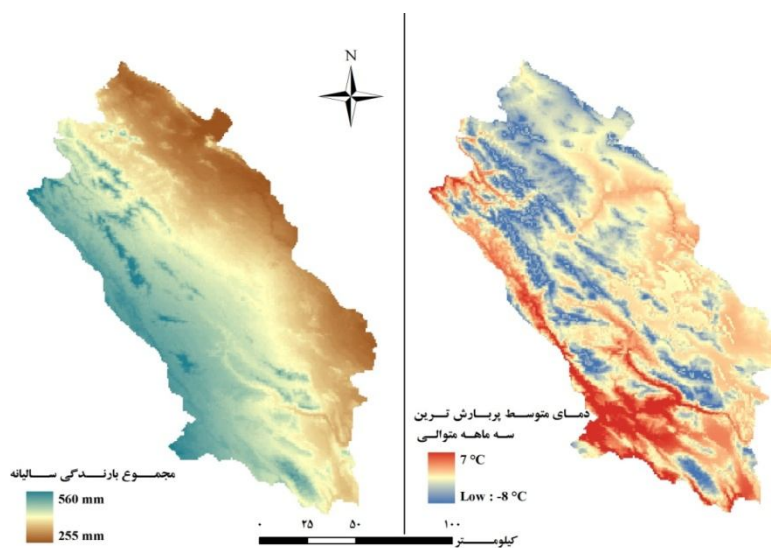 N
مجموع بارندگی سالیانه
560 mm
255 mm
دمای متوسط پربارش ترین
سه ماهه متوالی
7 °C
Low : -8 °C
۰ ۲۵ ۵۰ ۱۰۰
کیلومتر